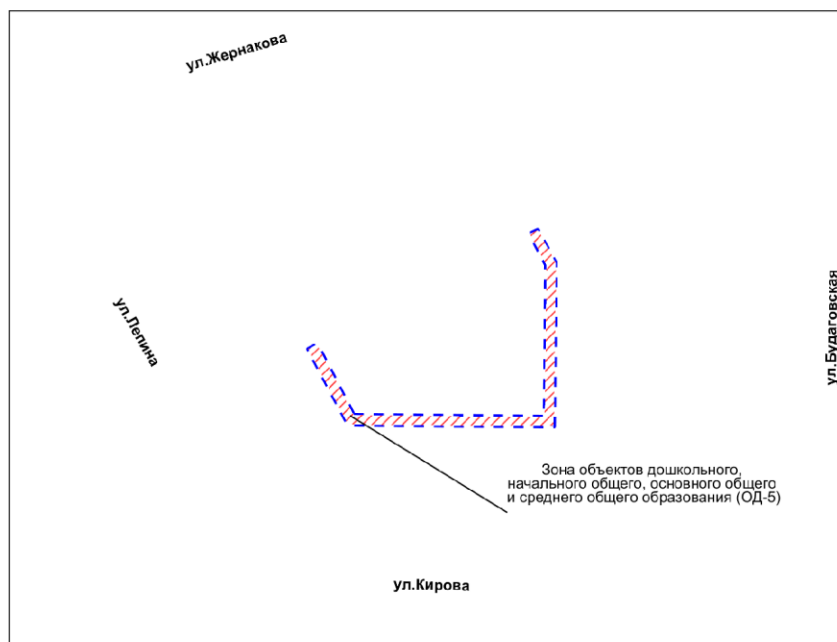 ул.Жернакова
ул.Лепина
ул.Будаговская
Зона объектов дошкольного,
начального общего, основного общего
и среднего общего образования (ОД-5)
ул.Кирова